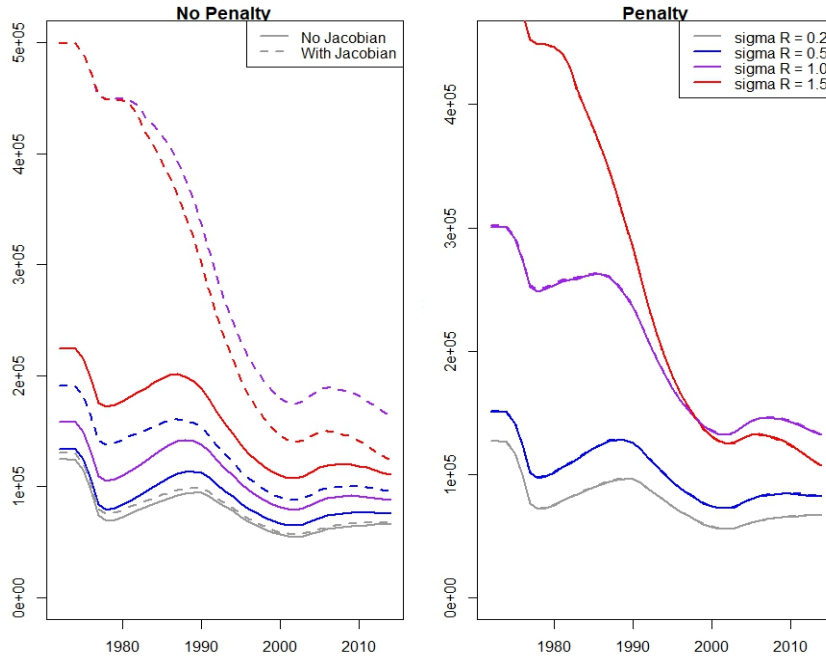 No Penalty
No Jacobian
With Jacobian
5e+05
4e+05
3e+05
2e+05
1e+05
0e+00
1980 1990 2000 2010
Penalty
sigma R = 0.2
sigma R = 0.5
sigma R = 1.0
sigma R = 1.5
4e+05
3e+05
2e+05
1e+05
0e+00
1980 1990 2000 2010